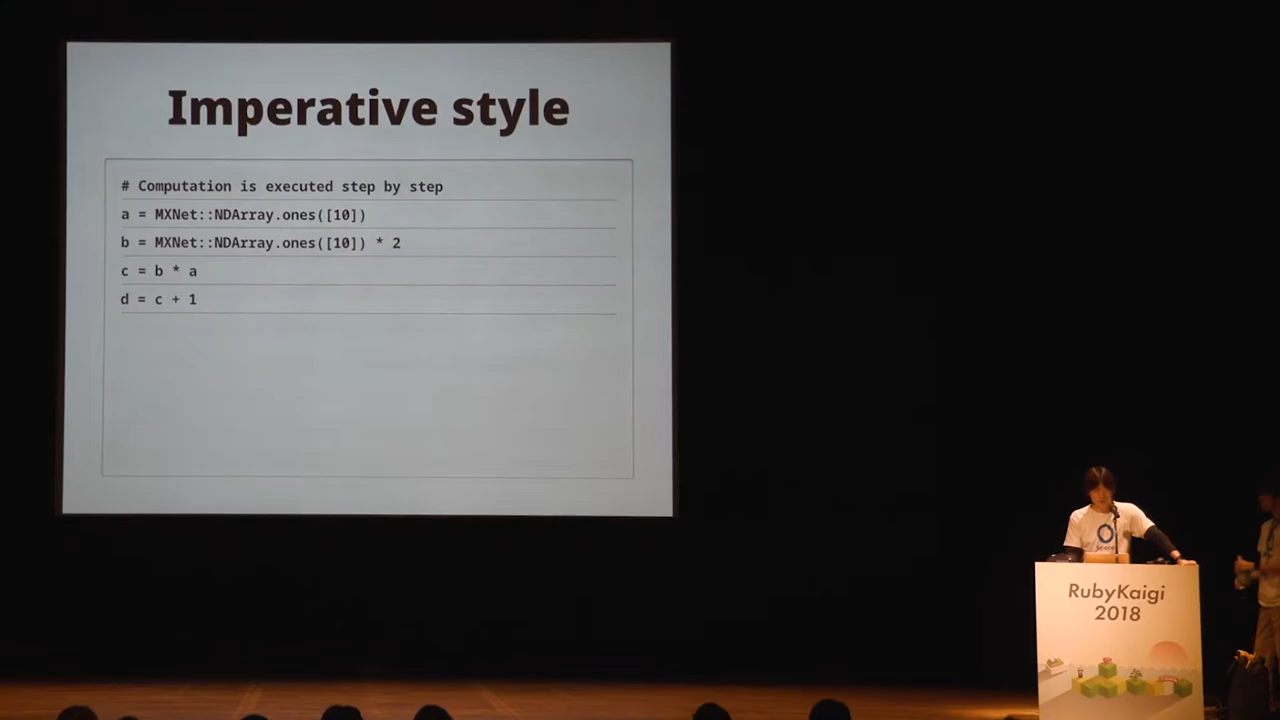 Imperative style
# Computation is executed step by step
a = MXNet::NDArray.ones([10])
b = MXNet::NDArray.ones([10]) * 2
c = b * a
d = c + 1
RubyKaigi
2018